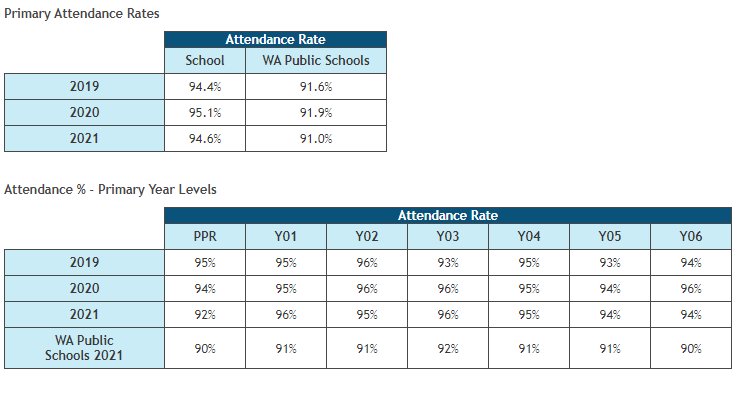 Primary Attendance Rates
Attendance Rate
School WA Public Schools
2019 94.4% 91.6%
2020 95.1% 91.9%
2021 94.6% 91.0%
Attendance % - Primary Year Levels
Attendance Rate
PPR Y01 Y02 Y03 Y04 Y05 Y06
2019 95% 95% 96% 93% 95% 93% 94%
2020 94% 95% 96% 96% 95% 94% 96%
2021 92% 96% 95% 96% 95% 94% 94%
WA Public
Schools 2021 90% 91% 91% 92% 91% 91% 90%